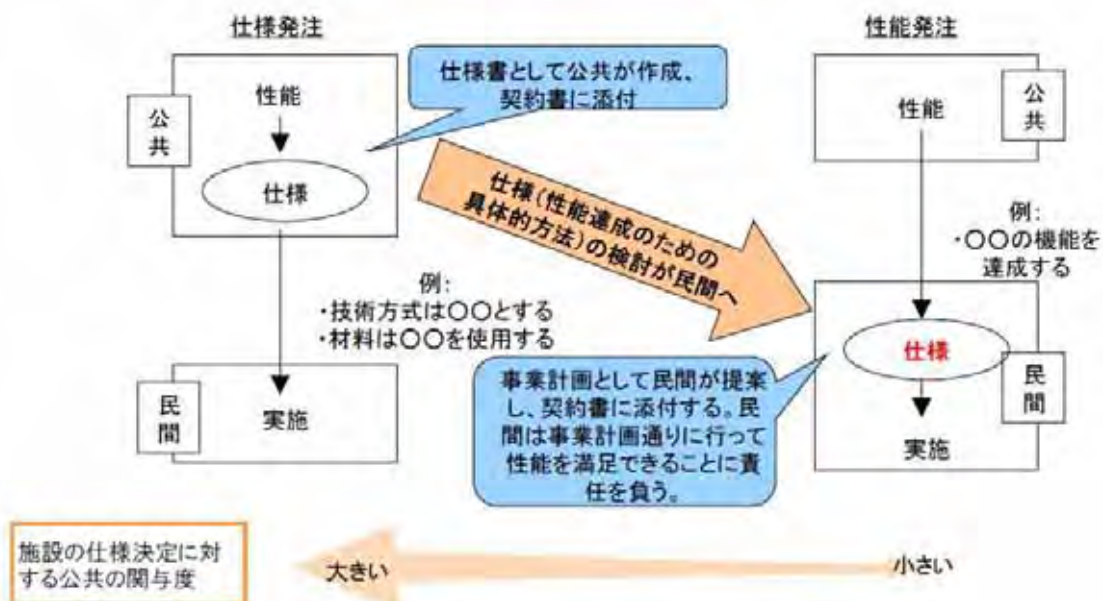 仕様発注
性能
公
共
仕様
仕様書として公共が作成、
契約書に添付
例:
・技術方式は〇〇とする
・材料は〇〇を使用する
民
間
実施
仕様(性能達成のための
具体的方法)の検討が民間へ
性能発注
性能
公
共
例:
・〇〇の機能を
達成する
仕様
民
間
実施
事業計画として民間が提案
し、契約書に添付する。民
間は事業計画通りに行って
性能を満足できることに責
任を負う。
施設の仕様決定に対
する公共の関与度
大きい
小さい